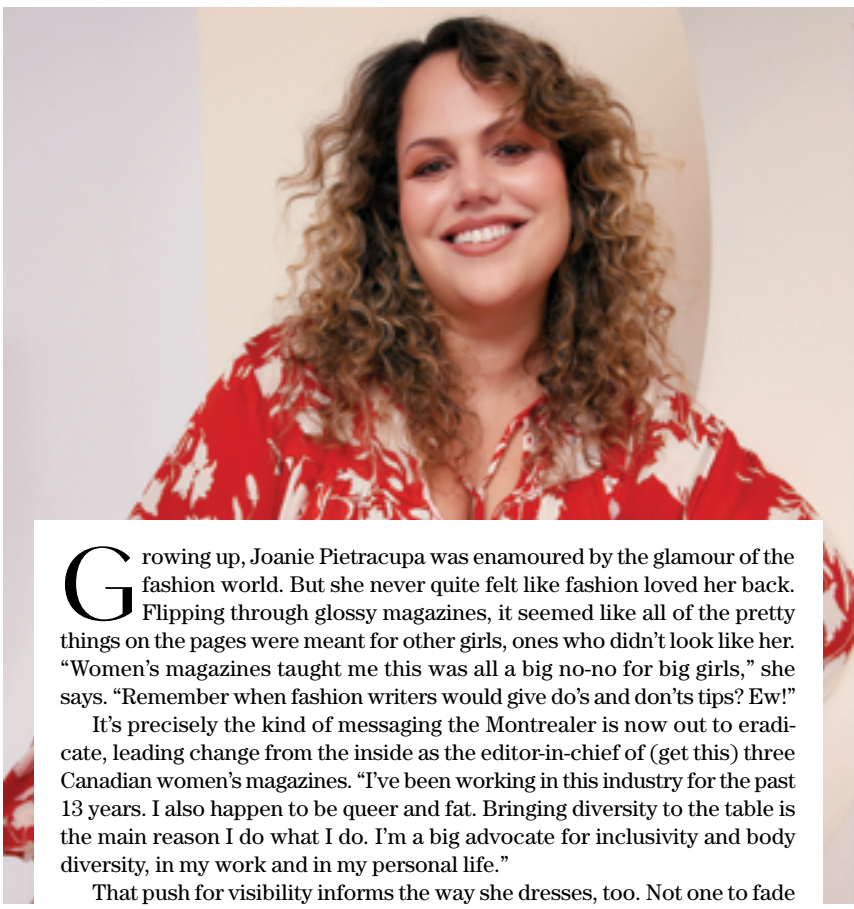 Growing up, Joanie Pietracupa was enamoured by the glamour of the
fashion world. But she never quite felt like fashion loved her back.
Flipping through glossy magazines, it seemed like all of the pretty
things on the pages were meant for other girls, ones who didn’t look like her.
“Women’s magazines taught me this was all a big no-no for big girls,” she
says. “Remember when fashion writers would give do’s and don’ts tips? Ew!”
It’s precisely the kind of messaging the Montrealer is now out to eradi-
cate, leading change from the inside as the editor-in-chief of (get this) three
Canadian women’s magazines. “I’ve been working in this industry for the past
13 years. I also happen to be queer and fat. Bringing diversity to the table is
the main reason I do what I do. I’m a big advocate for inclusivity and body
diversity, in my work and in my personal life.”
That push for visibility informs the way she dresses, too. Not one to fade